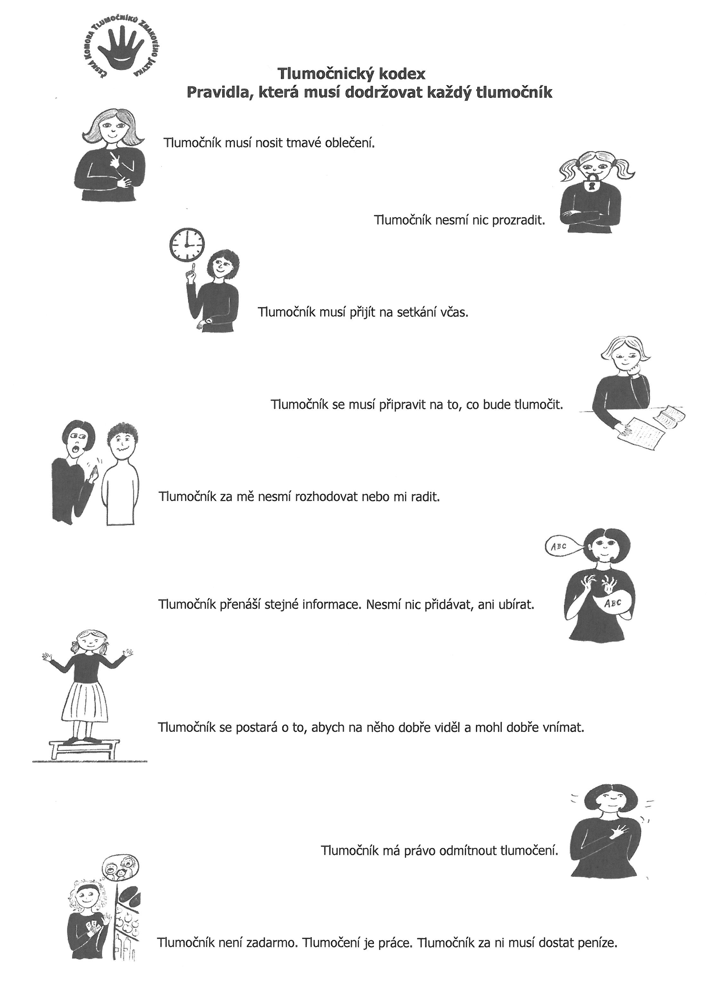 Česká Komora Tlumočníků Znakového Jazyka
Tlumočnický kodex
Pravidla, která musí dodržovat každý tlumočník
Tlumočník musí nosit tmavé oblečení.
Tlumočník nesmí nic prozradit.
Tlumočník musí přijít na setkání včas.
Tlumočník se musí připravit na to, co bude tlumočit.
Tlumočník za mě nesmí rozhodovat nebo mi radit.
ABC
ABC
Tlumočník přenáší stejné informace. Nesmí nic přidávat, ani ubírat.
Tlumočník se postará o to, abych na něho dobře viděl a mohl dobře vnímat.
Tlumočník má právo odmítnout tlumočení.
Tlumočník není zadarmo. Tlumočení je práce. Tlumočník za ni musí dostat peníze.